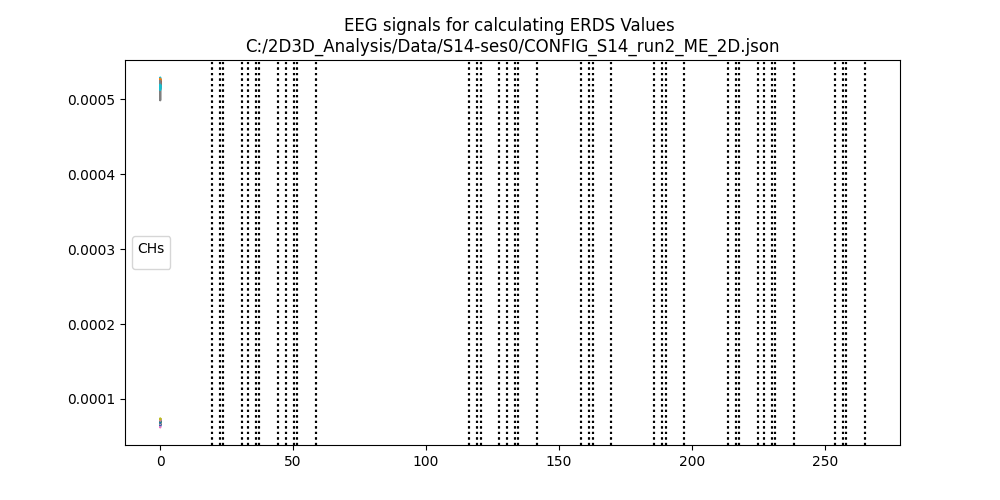 EEG signals for calculating ERDS Values
C:/2D3D_Analysis/Data/S14-ses0/CONFIG_S14_run2_ME_2D.json
0.0005
0.0004
0.0003
0.0002
0.0001
CHs
0 50 100 150 200 250